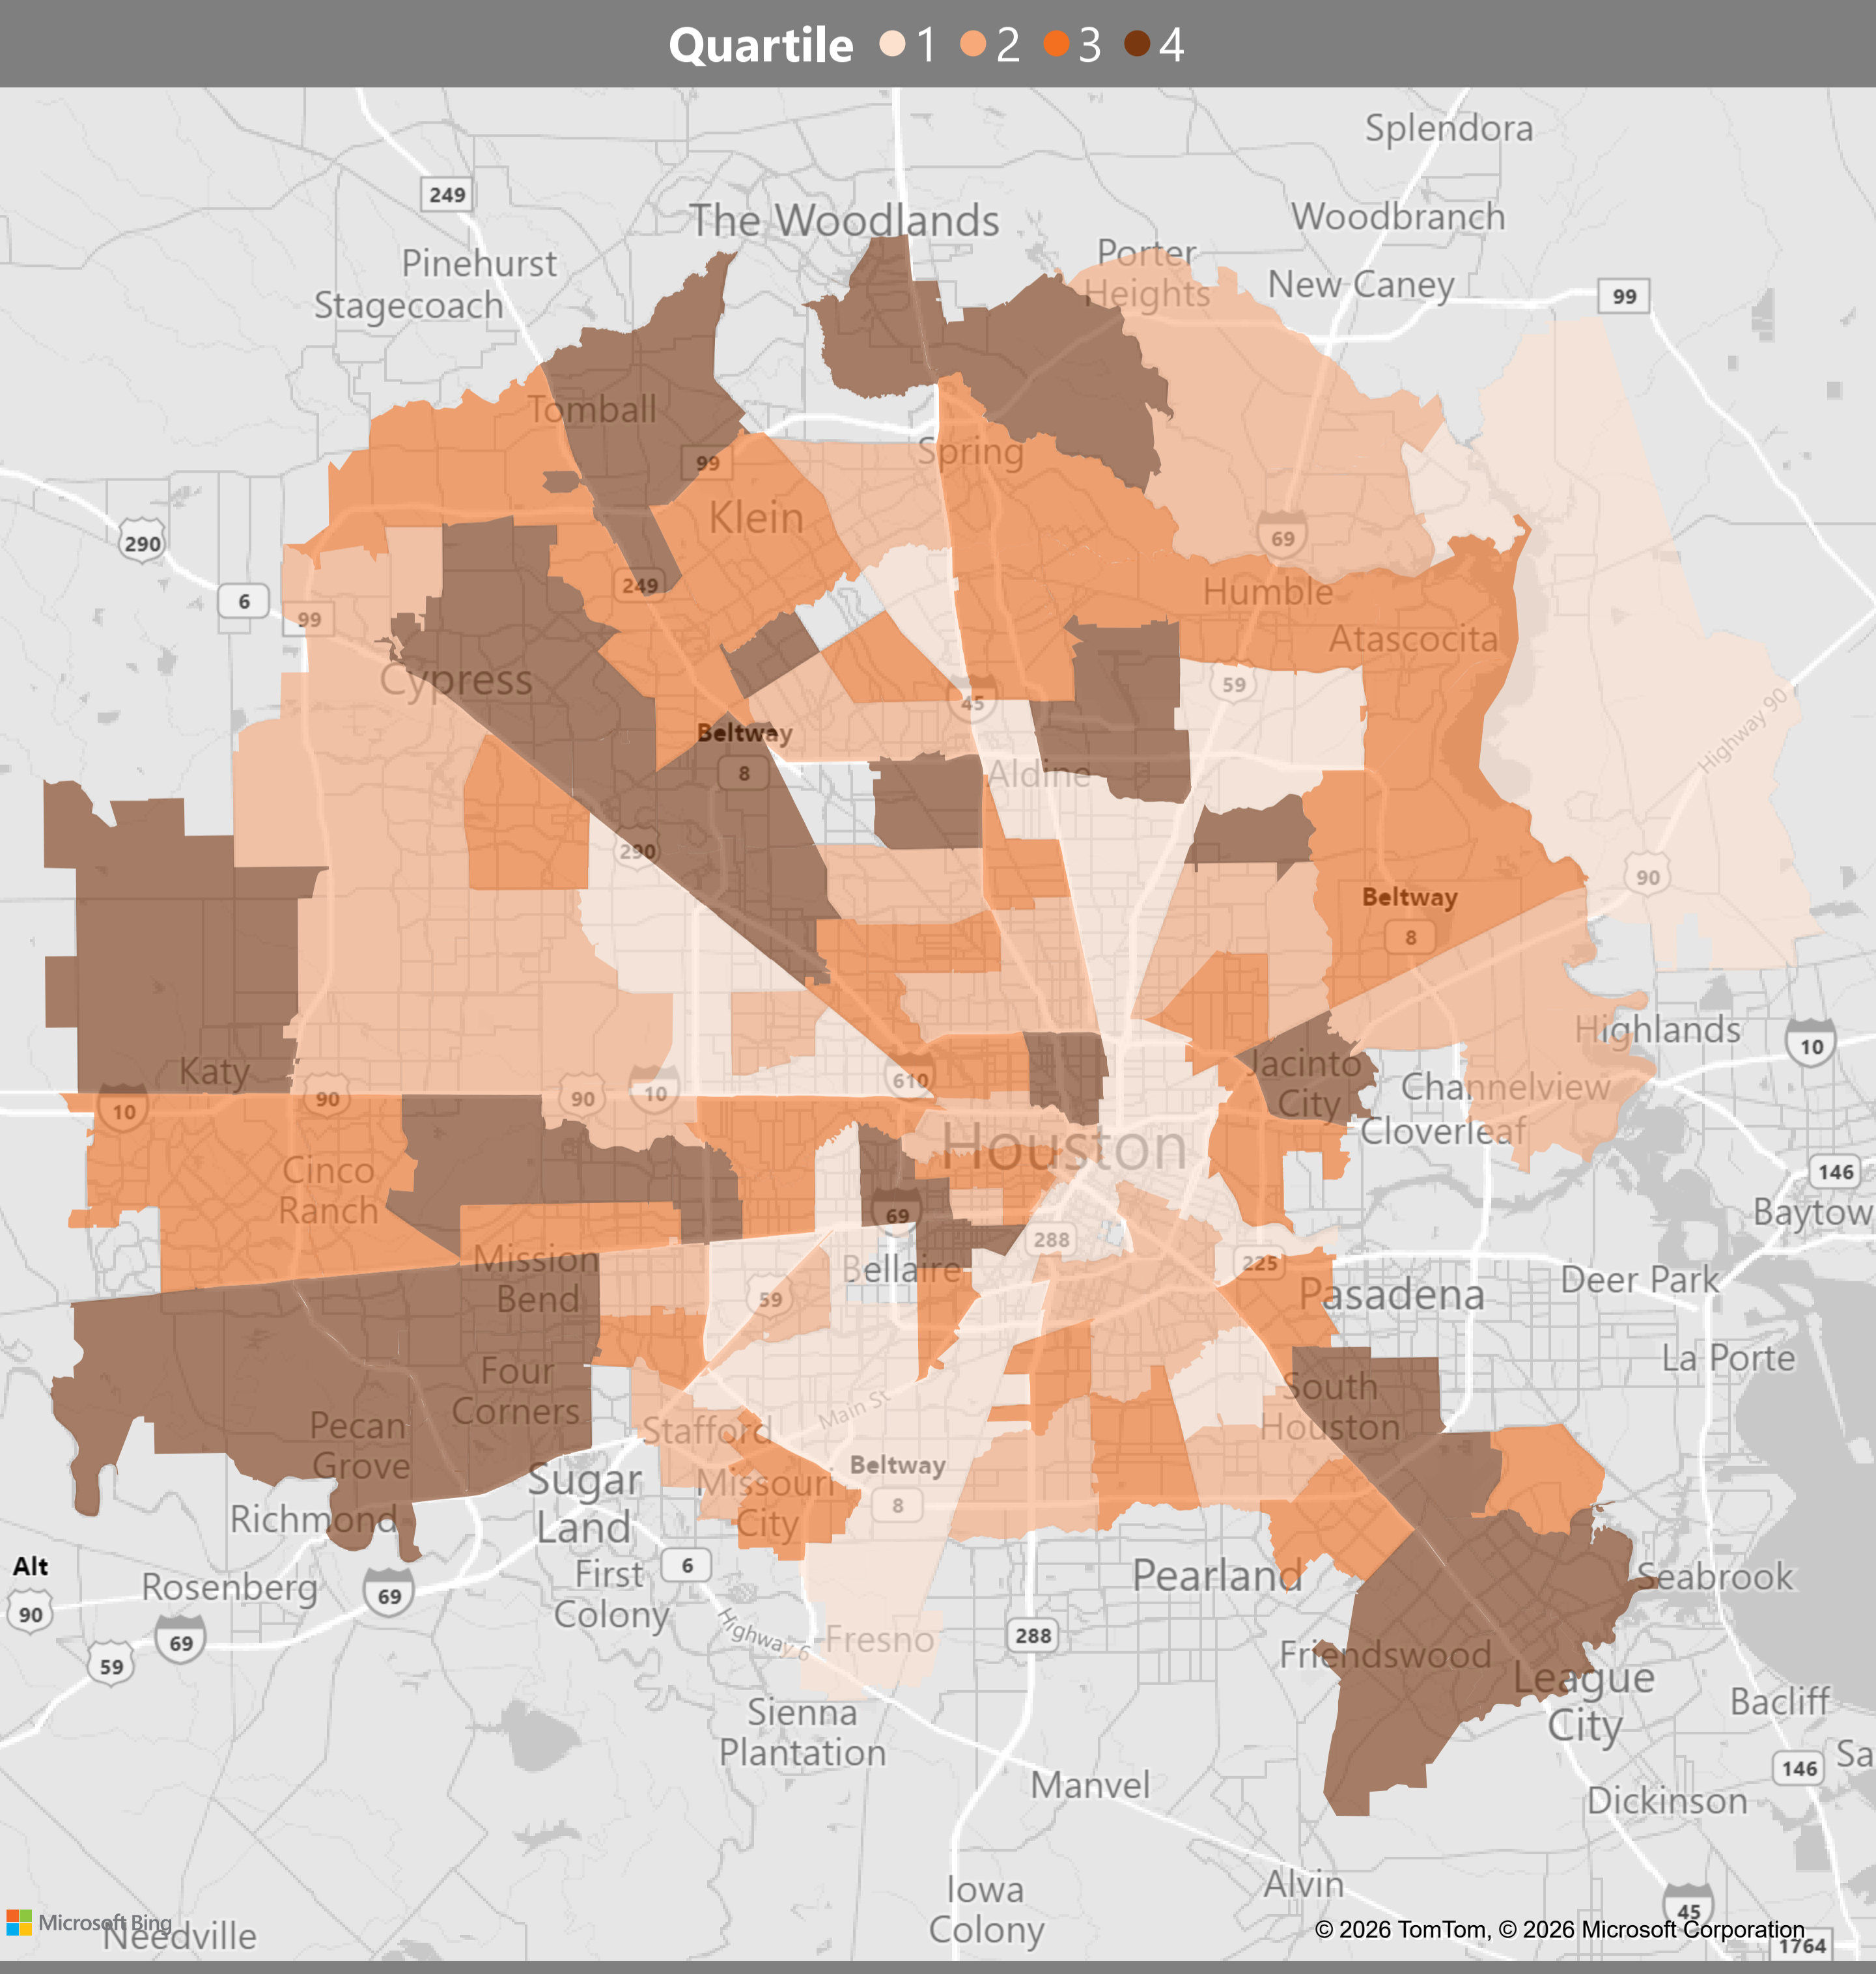 Quartile 1 2 3 4
Splendora
249
The Woodlands
Woodbranch
Pinehurst
Porter
Heights
New Caney
Stagecoach
99
Tomball
Spring
99
Klein
290
69
249
Humble
6
99
Atascocita
Cypress
59
45
Highway 90
Beltway
8
Aldine
290
90
Beltway
8
Highlands
10
Katy
Jacinto
City
610
Channelview
10
90
90
10
Cloverleaf
Houston
146
Cinco
Ranch
Baytow
69
288
Mission
Bend
Bellaire
225
Deer Park
59
Pasadena
La Porte
Four
Corners
South
Houston
Pecan
Grove
Main St
Stafford
Beltway
8
Sugar
Land
Missouri
City
Richmond
Alt
90
Rosenberg
69
First
Colony
6
Pearland
Seabrook
69
Highway 6
Fresno
288
Friendswood
59
League
City
Bacliff
Sienna
Plantation
Manvel
146
Sa
Dickinson
Alvin
Iowa
Colony
45
Microsoft Bing
Needville
© 2026 TomTom, © 2026 Microsoft Corporation
1764